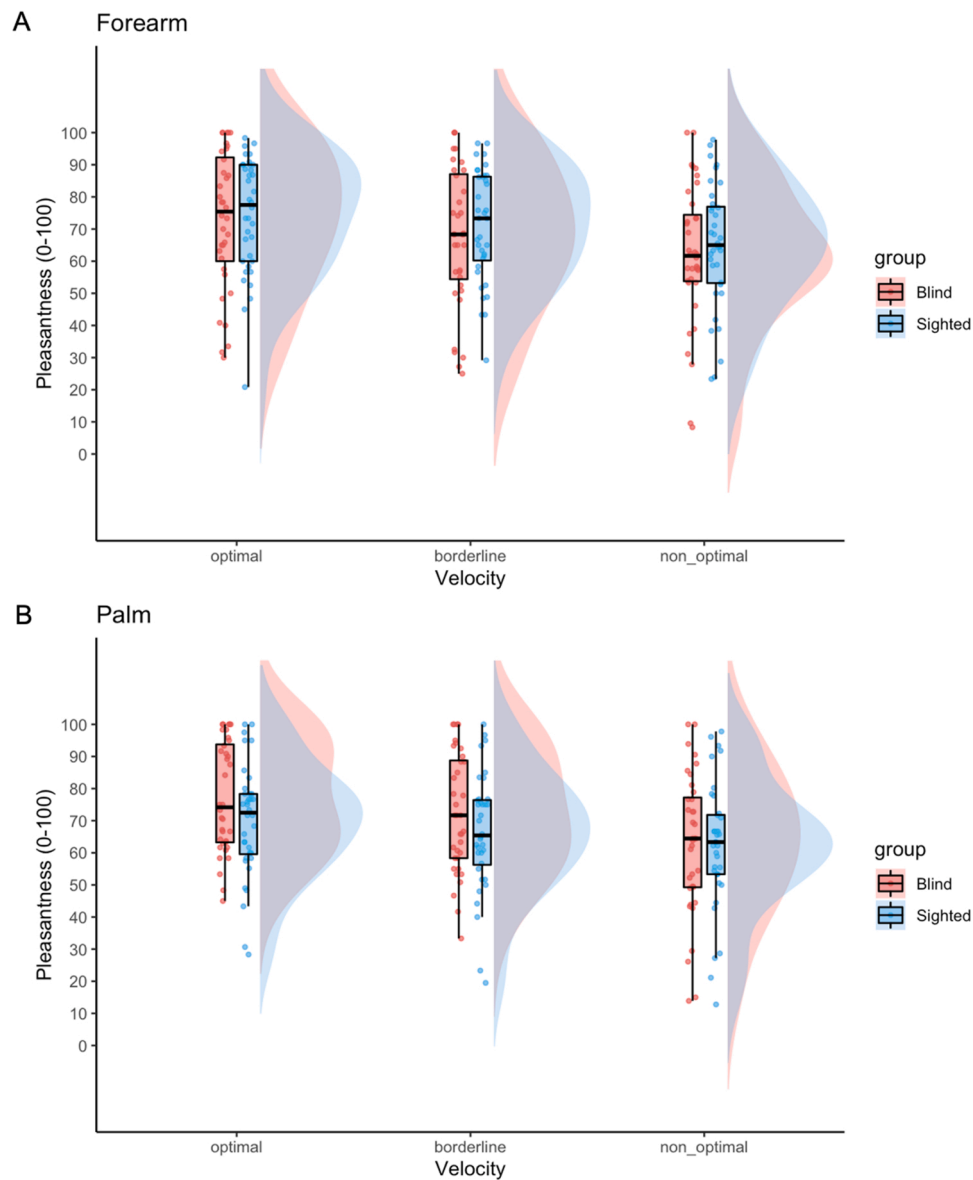 A Forearm
Pleasantness (0-100)
100
90
80
70
60
50
40
30
20
10
0
optimal borderline non_optimal
Velocity
group
Blind
Sighted
B Palm
Pleasantness (0-100)
100
90
80
70
60
50
40
30
20
10
0
optimal borderline non_optimal
Velocity
group
Blind
Sighted